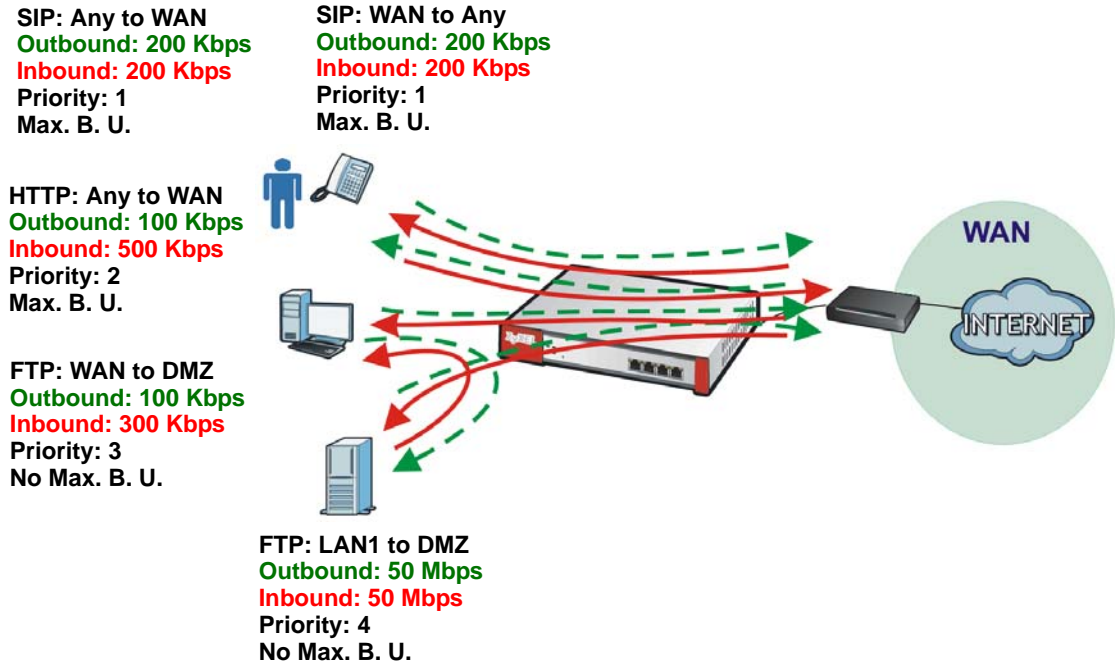 SIP: Any to WAN
Outbound: 200 Kbps
Inbound: 200 Kbps
Priority: 1
Max. B. U.
SIP: WAN to Any
Outbound: 200 Kbps
Inbound: 200 Kbps
Priority: 1
Max. B. U.
HTTP: Any to WAN
Outbound: 100 Kbps
Inbound: 500 Kbps
Priority: 2
Max. B. U.
WAN
INTERNET
FTP: WAN to DMZ
Outbound: 100 Kbps
Inbound: 300 Kbps
Priority: 3
No Max. B. U.
FTP: LAN1 to DMZ
Outbound: 50 Mbps
Inbound: 50 Mbps
Priority: 4
No Max. B. U.